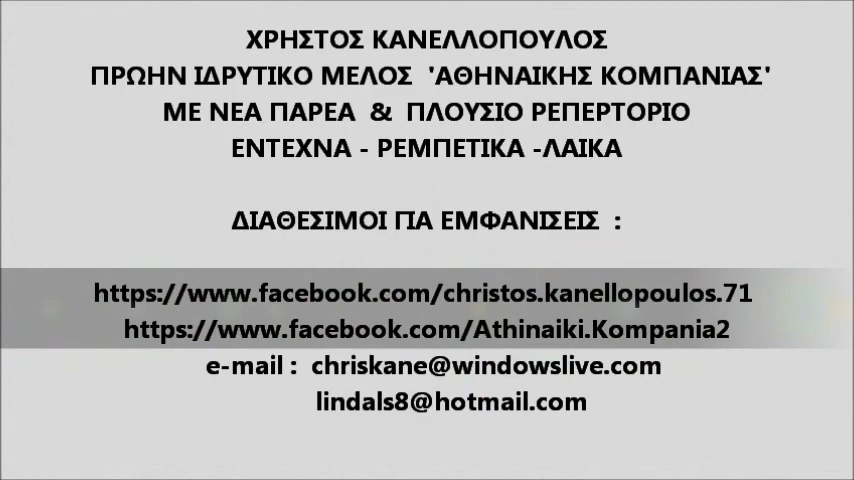 ΧΡΗΣΤΟΣ ΚΑΝΕΛΛΟΠΟΥΛΟΣ
ΠΡΩΗΝ ΙΔΡΥΤΙΚΟ ΜΕΛΟΣ 'ΑΘΗΝΑΙΚΗΣ ΚΟΜΠΑΝΙΑΣ'
ΜΕ ΝΕΑ ΠΑΡΕΑ & ΠΛΟΥΣΙΟ ΡΕΠΕΡΤΟΡΙΟ
ΕΝΤΕΧΝΑ - ΡΕΜΠΕΤΙΚΑ -ΛΑΙΚΑ
ΔΙΑΘΕΣΙΜΟΙ ΓΙΑ ΕΜΦΑΝΙΣΕΙΣ :
https://www.facebook.com/christos.kanellopoulos.71
https://www.facebook.com/Athinaiki.Kompania2
e-mail : chriskane@windowslive.com
lindals8@hotmail.com